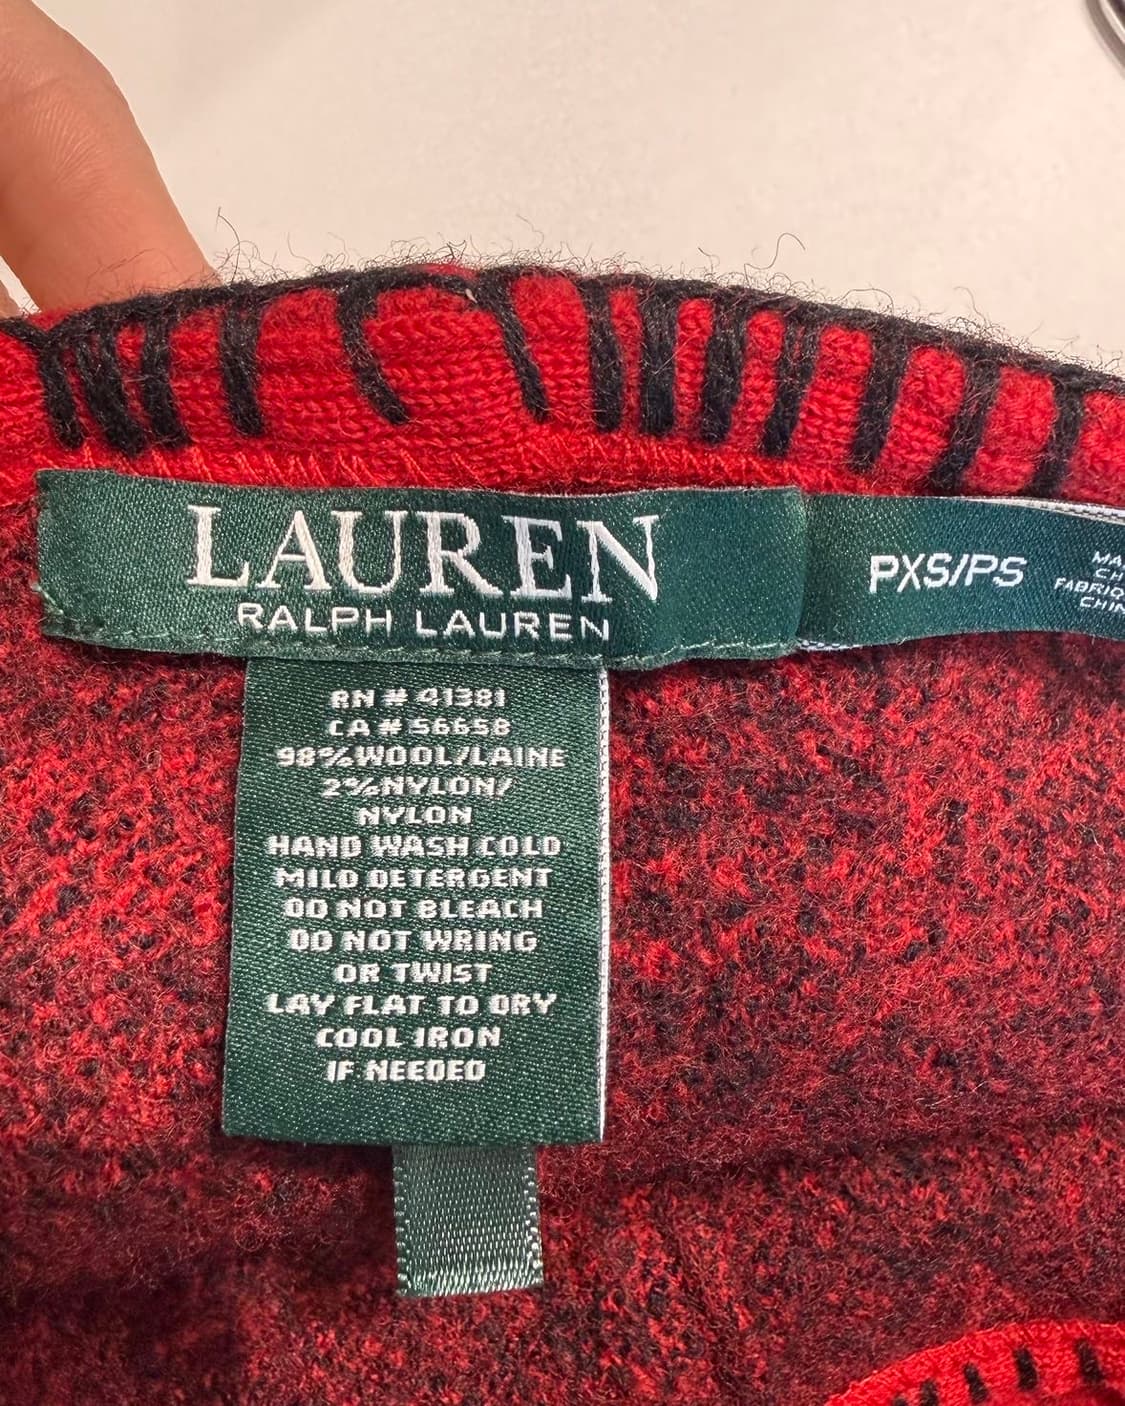 LAUREN
RALPH LAUREN
PXS/PS
RN # 41381
CA # 56658
98% WOOL/LAINE
2% NYLON/
NYLON
HAND WASH COLD
MILD DETERGENT
DO NOT BLEACH
DO NOT WRING
OR TWIST
LAY FLAT TO DRY
COOL IRON
IF NEEDED